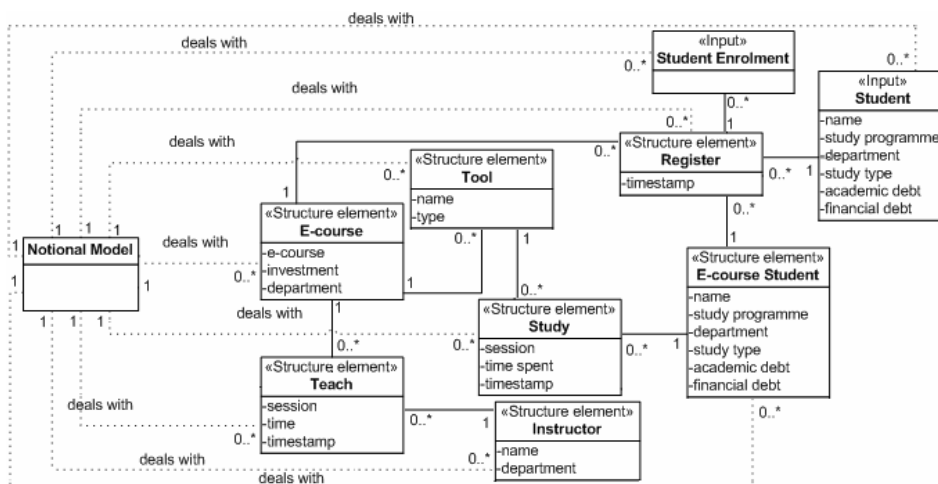 deals with
deals with
«Input»
Student Enrolment
0..*
0..*
«Input»
Student
-name
-study programme
-department
-study type
-academic debt
-financial debt
deals with
0..*
0..*
1
deals with
«Structure element»
Register
-timestamp
0..*
0..*
1
«Structure element»
Tool
-name
-type
0..*
1
0..*
1
0..*
1
1
1
1
1
Notional Model
1
1
1
1
1
deals with
0..*
«Structure element»
E-course
-e-course
-investment
-department
1
1
0..*
1
«Structure element»
E-course Student
-name
-study programme
-department
-study type
-academic debt
-financial debt
deals with
0..*
0..*
«Structure element»
Study
-session
-time spent
-timestamp
0..*
1
0..*
«Structure element»
Teach
-session
-time
-timestamp
deals with
0..*
0..*
1
«Structure element»
Instructor
-name
-department
0..*
deals with
deals with
0..*